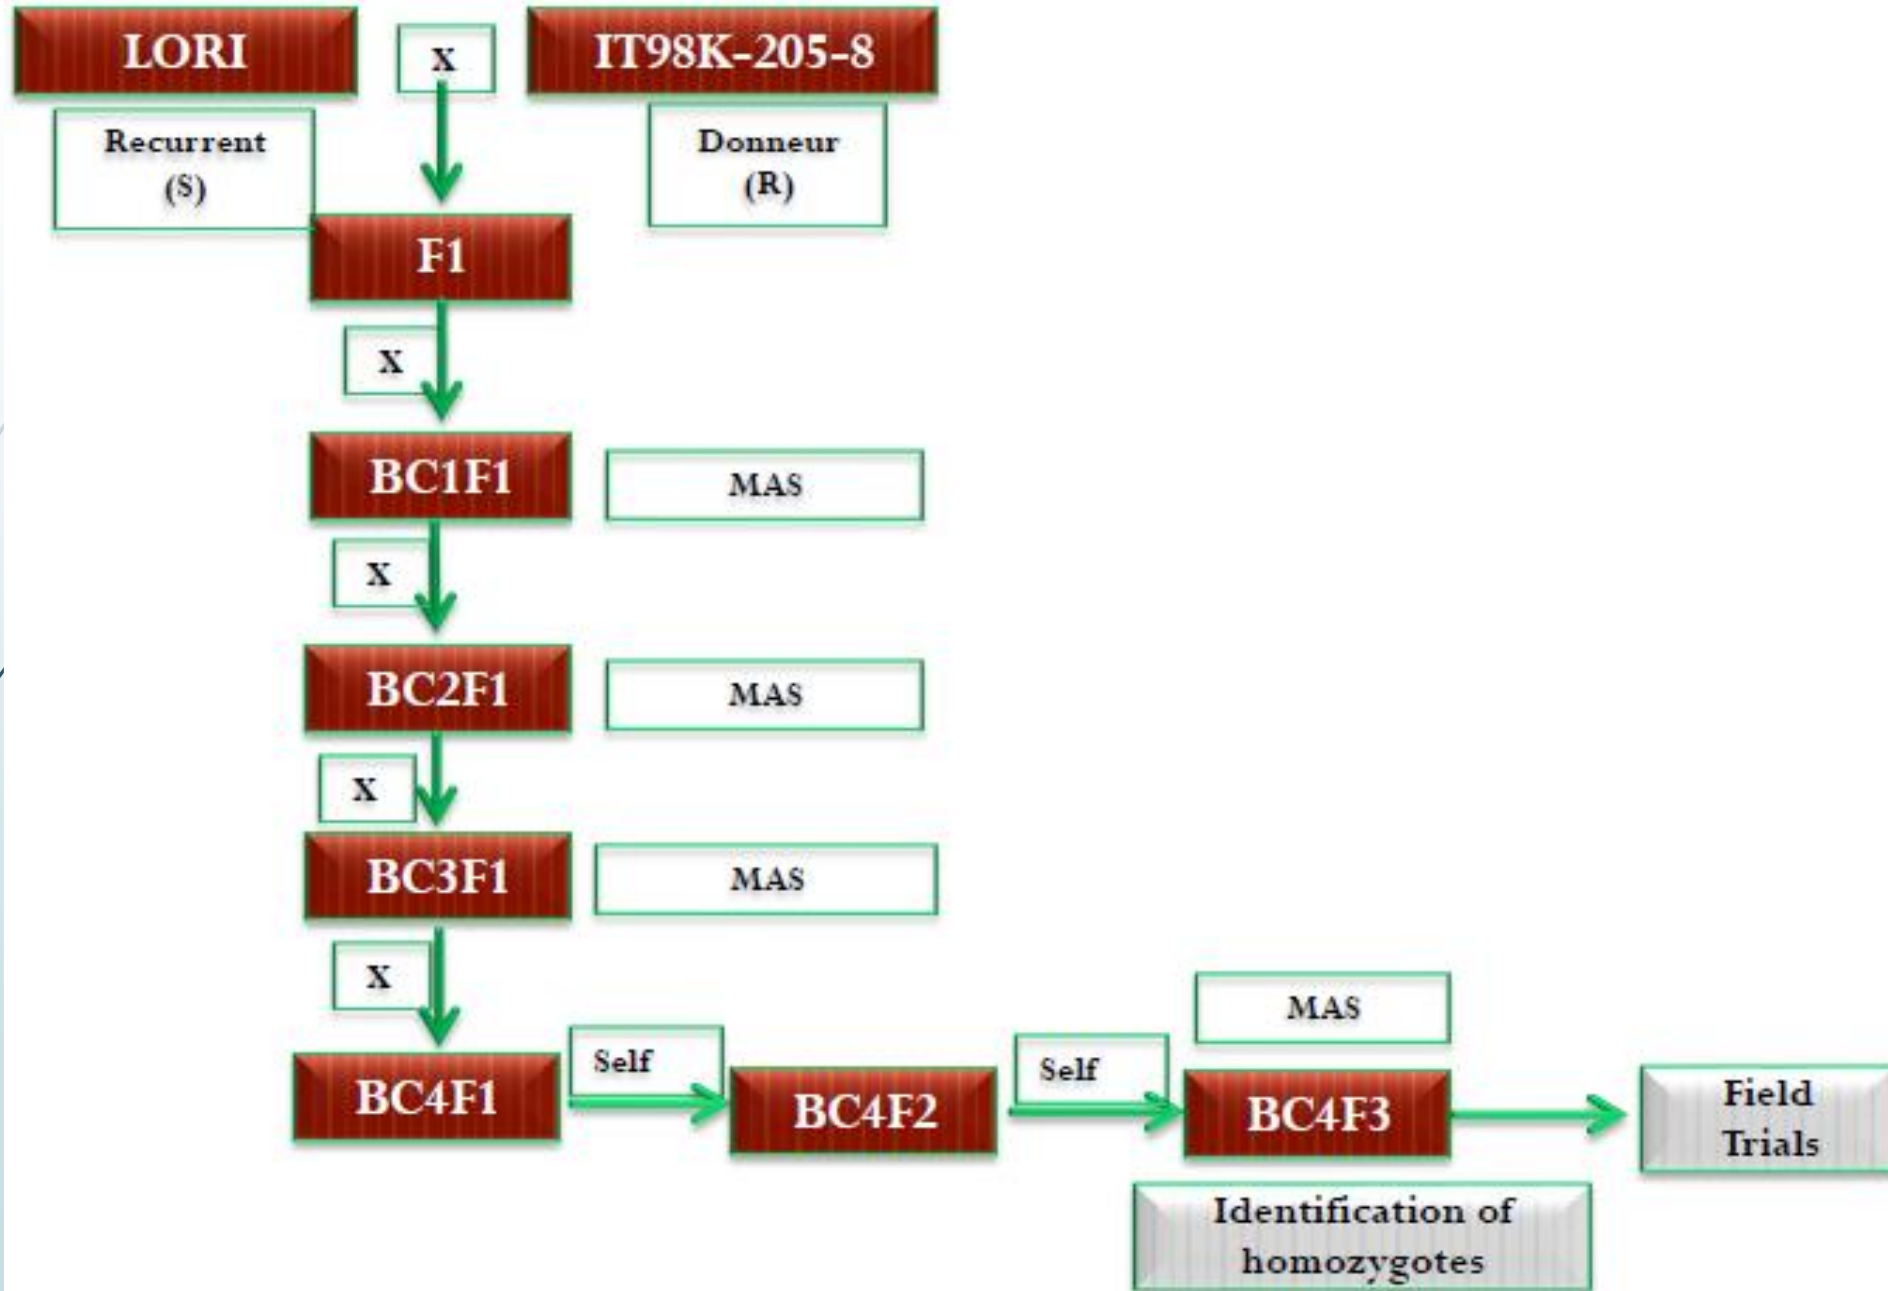 LORI
X
IT98K-205-8
Recurrent
(S)
Donneur
(R)
F1
X
BC1F1
MAS
X
BC2F1
MAS
X
BC3F1
MAS
X
BC4F1
Self
BC4F2
Self
MAS
BC4F3
Field
Trials
Identification of
homozygotes